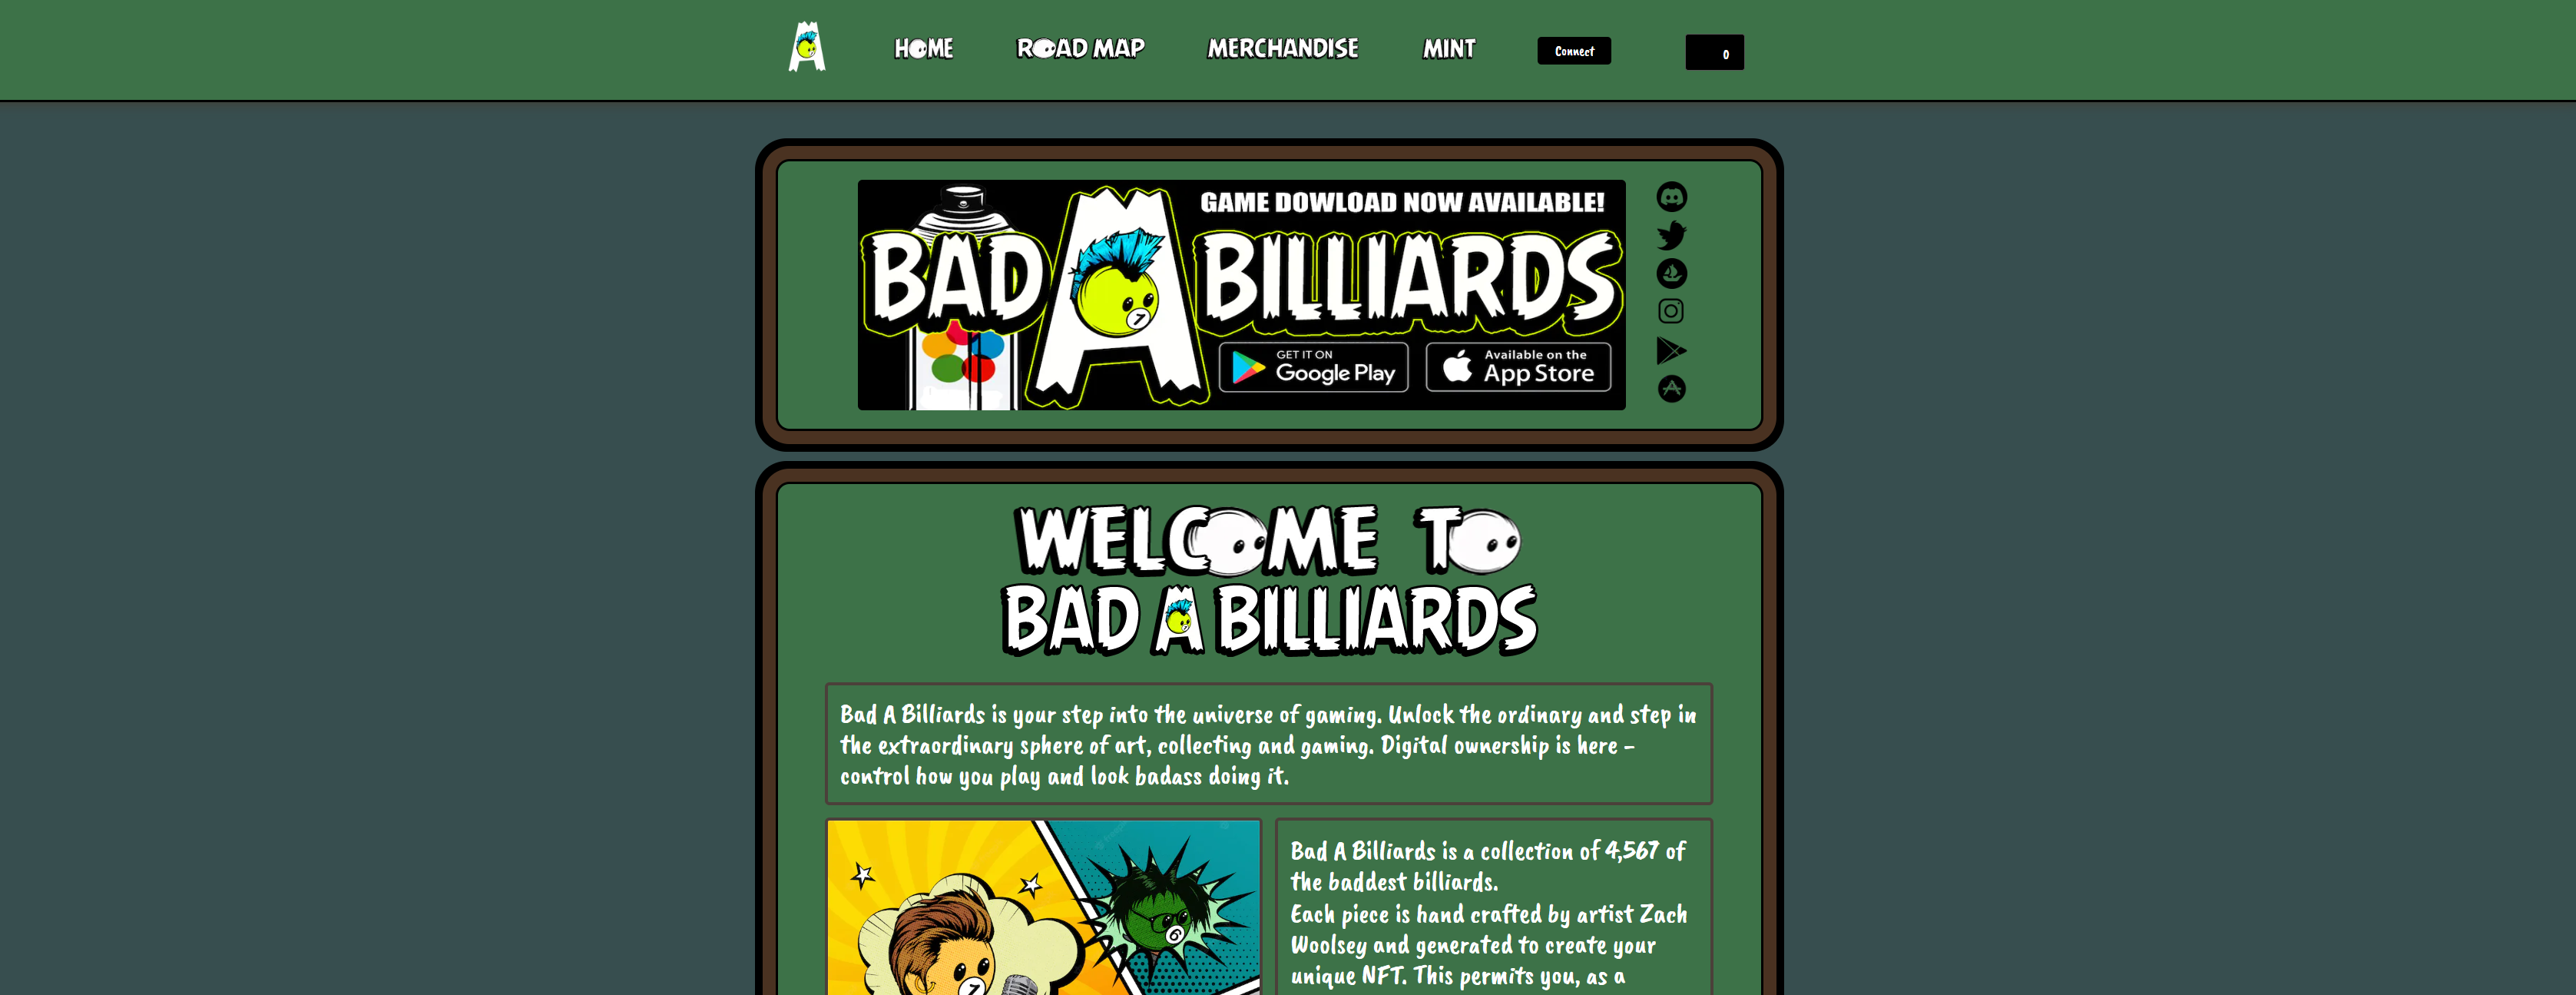 A
HOME
ROAD MAP
MERCHANDISE
MINT
Connect
0
GAME DOWLOAD NOW AVAILABLE!
BAD A BILLIARDS
7
GET IT ON
Google Play
Available on the
App Store
WELCOME TO
BAD A BILLIARDS
Bad A Billiards is your step into the universe of gaming. Unlock the ordinary and step in
the extraordinary sphere of art, collecting and gaming. Digital ownership is here –
control how you play and look badass doing it.
6
7
Bad A Billiards is a collection of 4,567 of
the baddest billiards.
Each piece is hand crafted by artist Zach
Woolsey and generated to create your
unique NFT. This permits you, as a